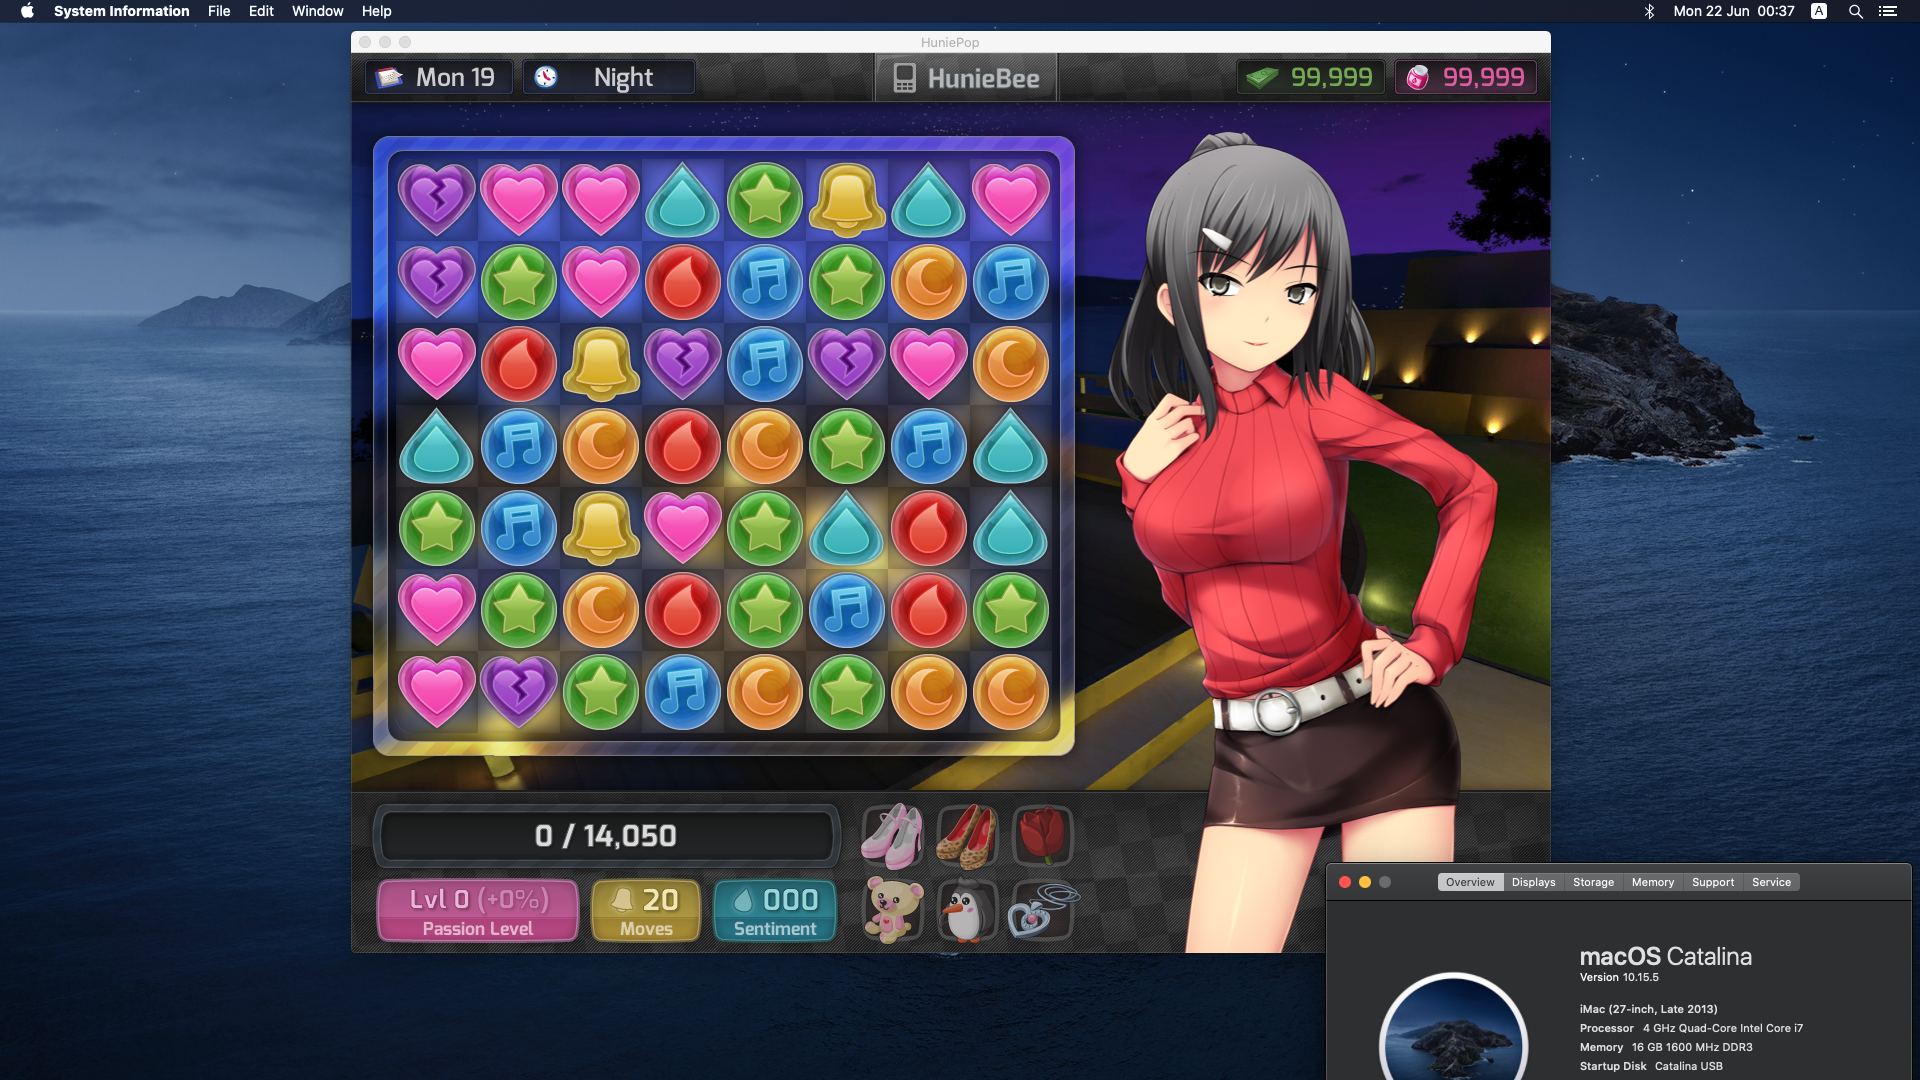 System Information File Edit Window Help Mon 22 Jun 00:37 A
HuniePop
Mon 19 Night HunieBee 99,999 99,999
0 / 14,050
Lvl 0 (+0%) 20 000
Passion Level Moves Sentiment
Overview Displays Storage Memory Support Service
macOS Catalina
Version 10.15.5
iMac (27-inch, Late 2013)
Processor 4 GHz Quad-Core Intel Core i7
Memory 16 GB 1600 MHz DDR3
Startup Disk Catalina USB